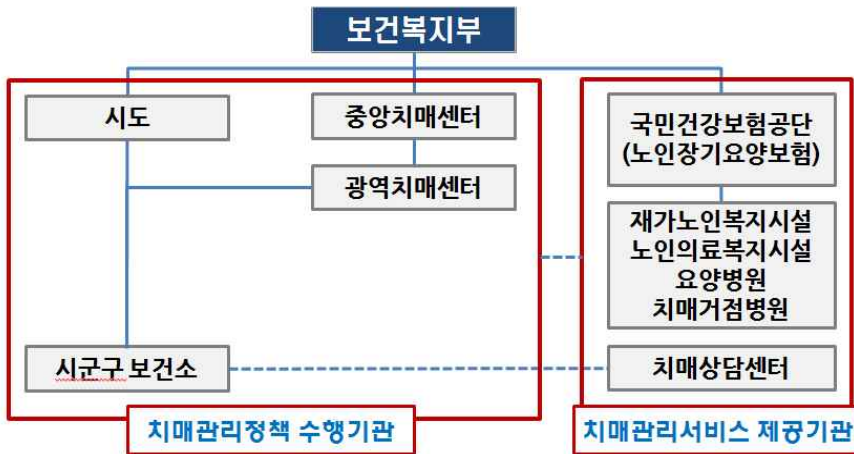 보건복지부
시도
중앙치매센터
국민건강보험공단
(노인장기요양보험)
광역치매센터
재가노인복지시설
노인의료복지시설
요양병원
치매거점병원
시군구 보건소
치매상담센터
치매관리정책 수행기관
치매관리서비스 제공기관